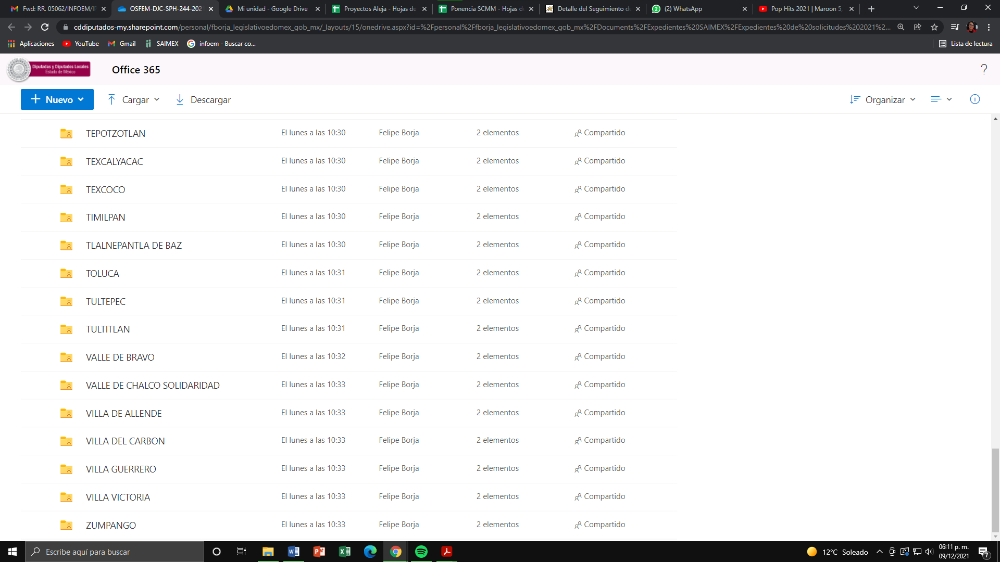 Fwd: RR. 05062/INFOEM/IP
OSFEM-DJC-SPH-244-202
Mi unidad - Google Drive
Proyectos Aleja - Hojas de
Ponencia SCMM - Hojas d
Detalle del Seguimiento de
(2) WhatsApp
Pop Hits 2021 | Maroon 5,
cddiputados-my.sharepoint.com/personal/fborja_legislativoedomex_gob_mx/_layouts/15/onedrive.aspx?id=%2Fpersonal%2Ffborja_legislativoedomex_gob_mx%2FDocuments%2FExpedientes%20SAIMEX%2FExpedientes%20de%20solicitudes%202021%2...
Aplicaciones YouTube Gmail SAIMEX infoem - Buscar co... Lista de lectura
Diputadas y Diputados Locales
Estado de México
Office 365 ?
Nuevo Cargar Descargar Organizar
TEPOTZOTLAN El lunes a las 10:30 Felipe Borja 2 elementos Compartido
TEXCALYACAC El lunes a las 10:30 Felipe Borja 2 elementos Compartido
TEXCOCO El lunes a las 10:30 Felipe Borja 2 elementos Compartido
TIMILPAN El lunes a las 10:30 Felipe Borja 2 elementos Compartido
TLALNEPANTLA DE BAZ El lunes a las 10:30 Felipe Borja 2 elementos Compartido
TOLUCA El lunes a las 10:31 Felipe Borja 2 elementos Compartido
TULTEPEC El lunes a las 10:31 Felipe Borja 2 elementos Compartido
TULTITLAN El lunes a las 10:31 Felipe Borja 2 elementos Compartido
VALLE DE BRAVO El lunes a las 10:32 Felipe Borja 2 elementos Compartido
VALLE DE CHALCO SOLIDARIDAD El lunes a las 10:33 Felipe Borja 2 elementos Compartido
VILLA DE ALLENDE El lunes a las 10:33 Felipe Borja 2 elementos Compartido
VILLA DEL CARBON El lunes a las 10:33 Felipe Borja 2 elementos Compartido
VILLA GUERRERO El lunes a las 10:33 Felipe Borja 2 elementos Compartido
VILLA VICTORIA El lunes a las 10:33 Felipe Borja 2 elementos Compartido
ZUMPANGO El lunes a las 10:33 Felipe Borja 2 elementos Compartido
Escribe aquí para buscar
12°C Soleado
06:11 p. m.
09/12/2021
7